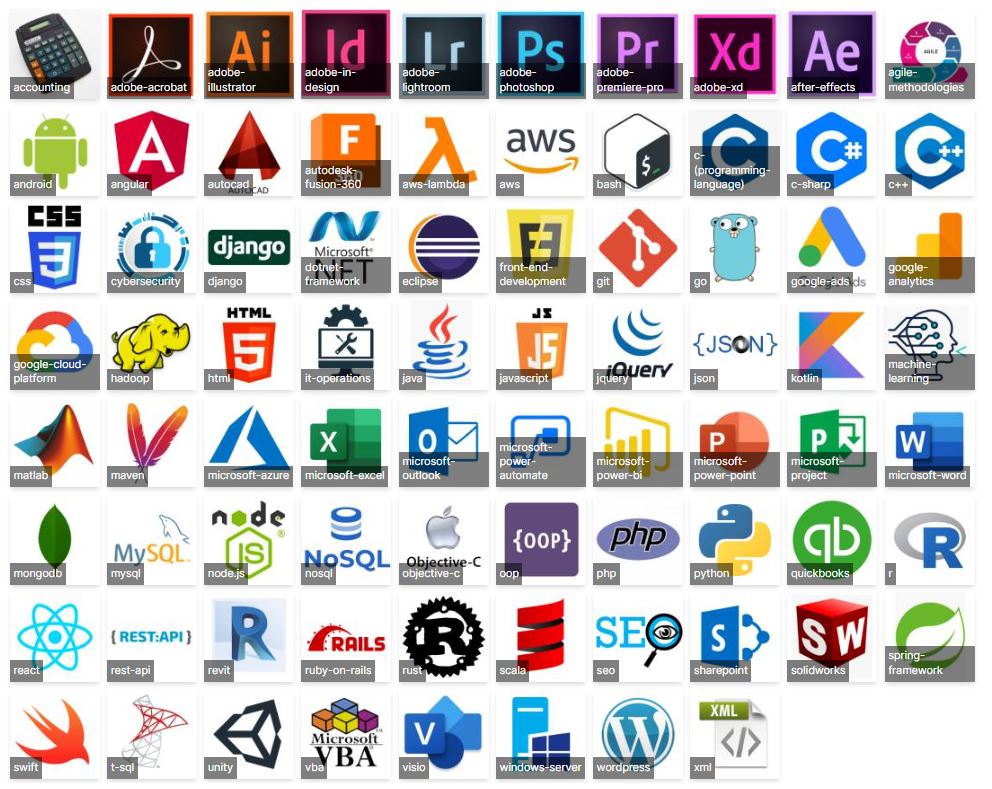 accounting
adobe-acrobat
Ai
adobe-
illustrator
Id
adobe-in-
design
Lr
adobe-
lightroom
Ps
adobe-
photoshop
Pr
adobe-
premiere-pro
Xd
adobe-xd
Ae
after-effects
AGILE
agile-
methodologies
android
A
angular
AUTOCAD
autocad
F
autodesk-
fusion-360
aws-lambda
aws
aws
$_
bash
C
c-
(programming-
language)
C#
c-sharp
C++
c++
CSS
3
css
cybersecurity
django
django
Microsoft®
.NET
dotnet-
framework
eclipse
front-end-
development
git
go
google-ads
google-
analytics
google-cloud-
platform
hadoop
HTML
5
html
it-operations
java
JS
JS
javascript
jQuery
jquery
{JSON}
json
kotlin
machine-
learning
matlab
maven
microsoft-azure
X
microsoft-excel
O
microsoft-
outlook
microsoft-
power-
automate
microsoft-
power-bi
P
microsoft-
power-point
P
microsoft-
project
W
microsoft-word
mongodb
MySQL
mysql
node
JS
®
node.js
NoSQL
nosql
Objective-C
objective-c
{OOP}
oop
php
php
python
qb
quickbooks
R
r
react
{ REST:API }
rest-api
R
revit
RAILS
ruby-on-rails
R
rust
scala
SEO
seo
S
sharepoint
SW
solidworks
spring-
framework
swift
t-sql
unity
Microsoft
VBA
vba
V
visio
windows-server
W
wordpress
XML
</>
xml